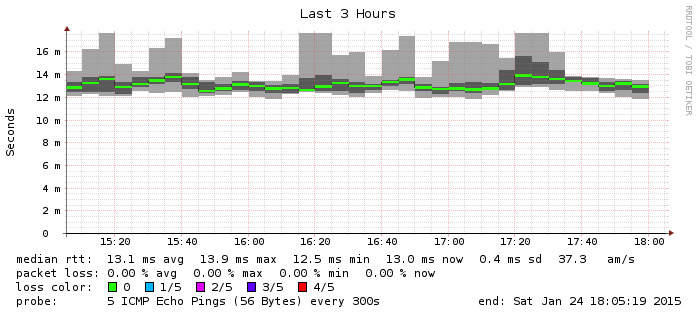 Last 3 Hours
RRDTOOL / TOBI OETIKER
Seconds
16 m
14 m
12 m
10 m
8 m
6 m
4 m
2 m
0
15:20 15:40 16:00 16:20 16:40 17:00 17:20 17:40 18:00
median rtt: 13.1 ms avg 13.9 ms max 12.5 ms min 13.0 ms now 0.4 ms sd 37.3 am/s
packet loss: 0.00 % avg 0.00 % max 0.00 % min 0.00 % now
loss color: 0 1/5 2/5 3/5 4/5
probe: 5 ICMP Echo Pings (56 Bytes) every 300s end: Sat Jan 24 18:05:19 2015